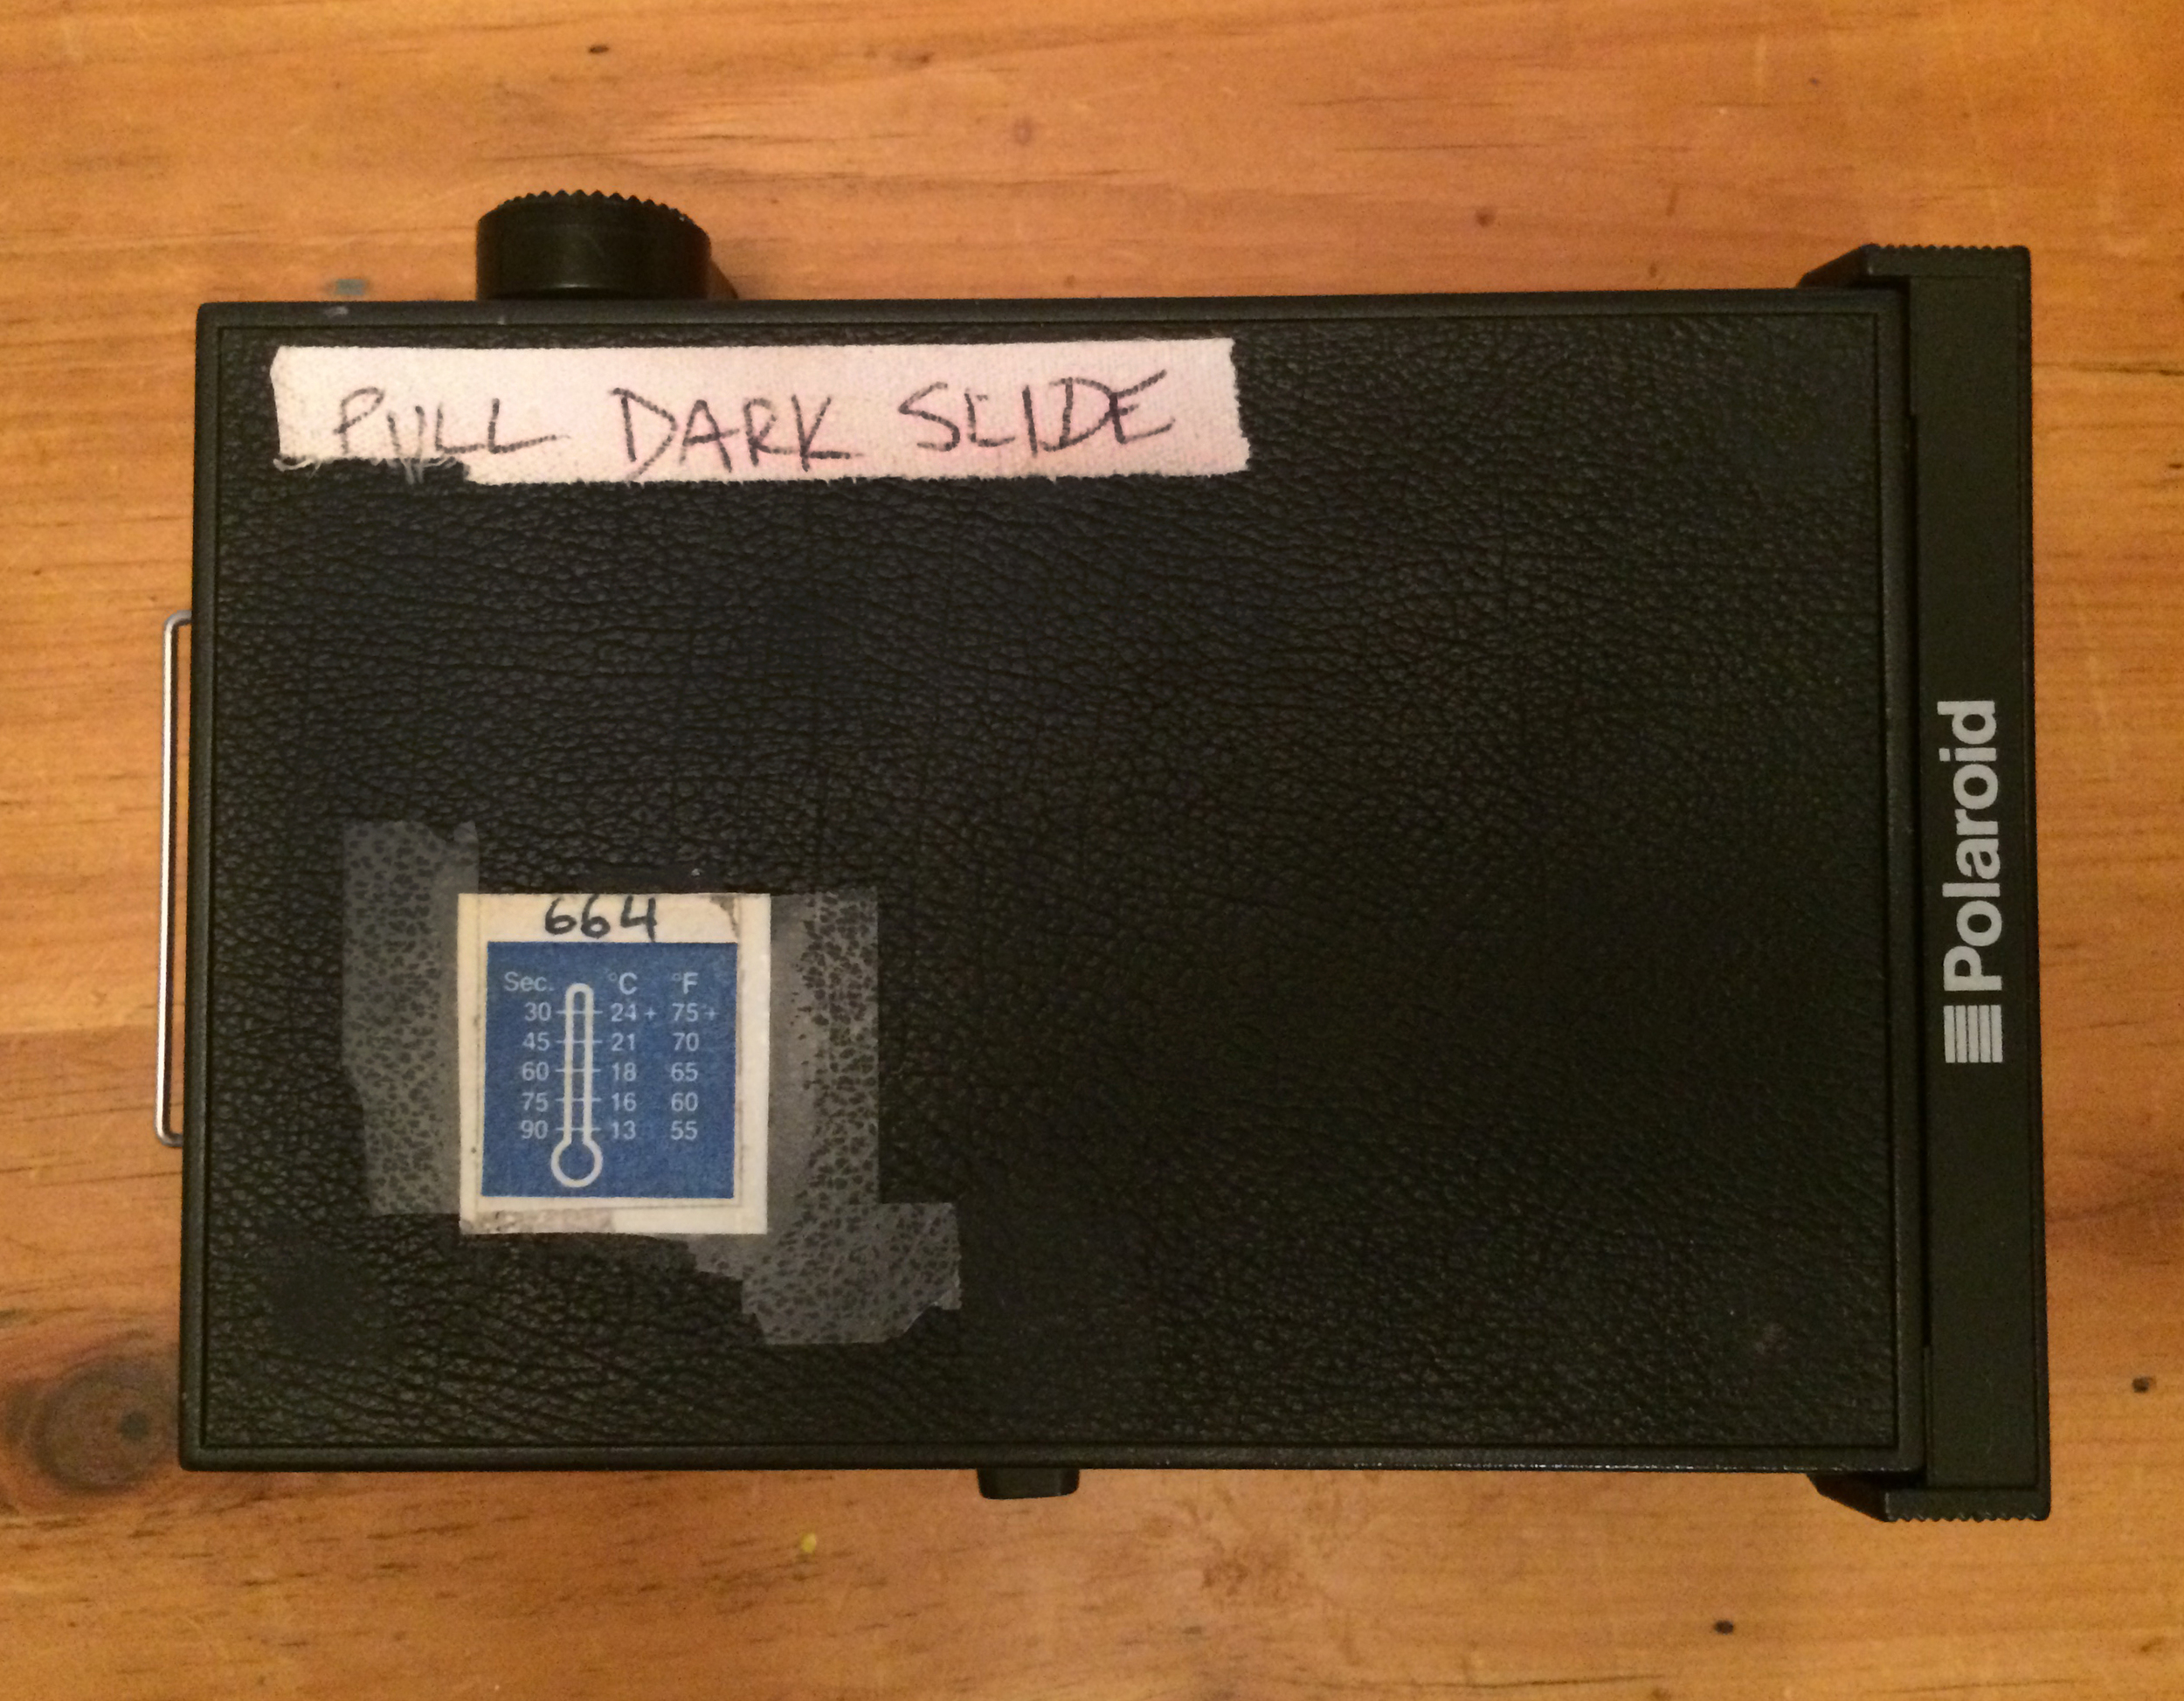 PULL DARK SLIDE
664
Sec. °C °F
30 24+ 75+
45 21 70
60 18 65
75 16 60
90 13 55
Polaroid